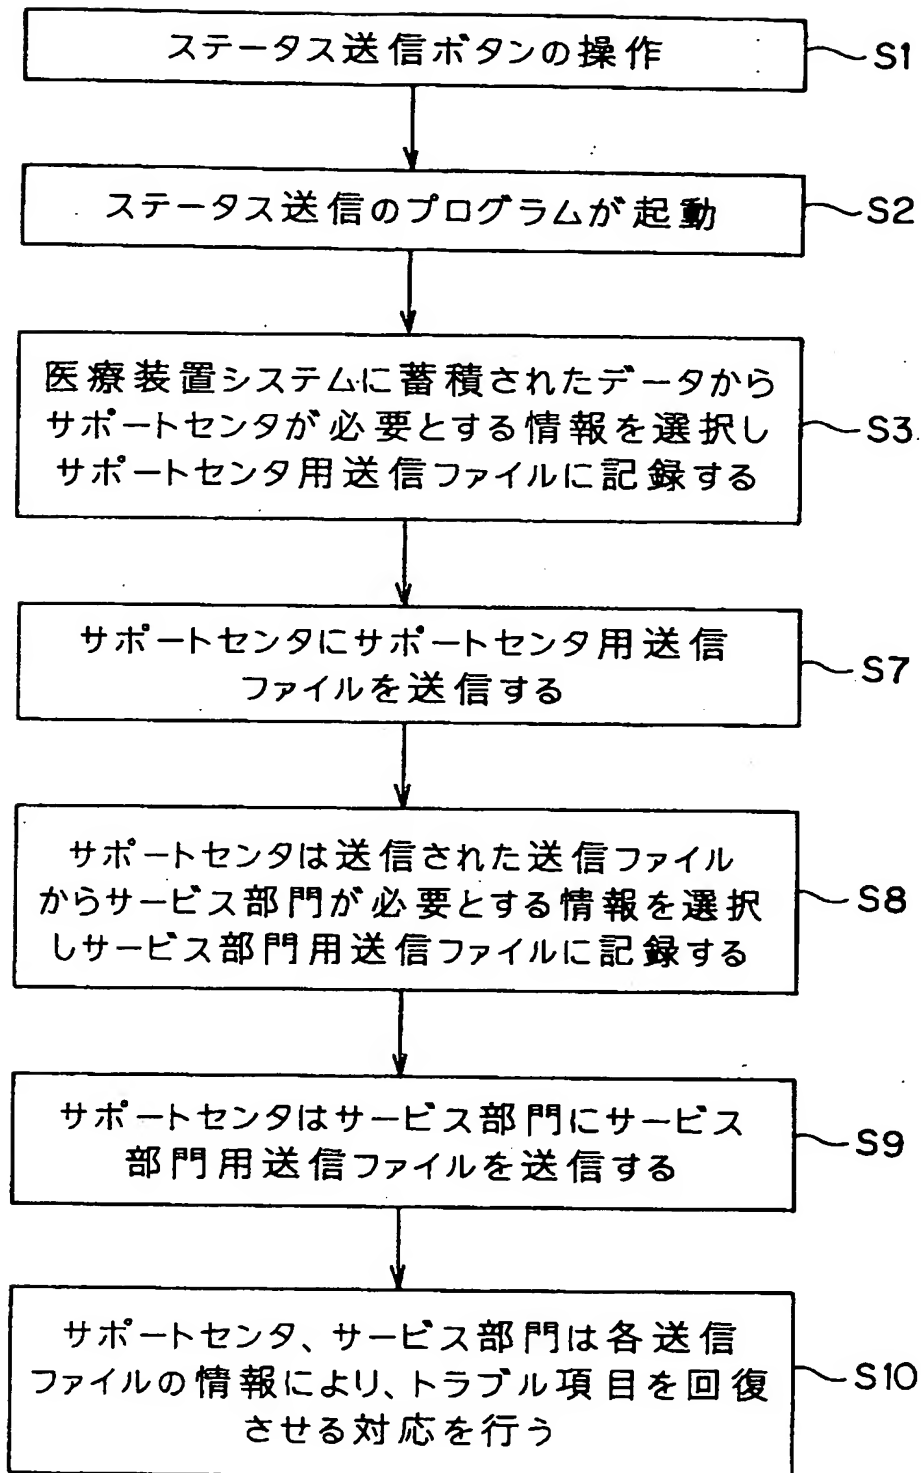 ステータス送信ボタンの操作
S1
ステータス送信のプログラムが起動
S2
医療装置システムに蓄積されたデータから
サポートセンタが必要とする情報を選択し
サポートセンタ用送信ファイルに記録する
S3
サポートセンタにサポートセンタ用送信
ファイルを送信する
S7
サポートセンタは送信された送信ファイル
からサービス部門が必要とする情報を選択
しサービス部門用送信ファイルに記録する
S8
サポートセンタはサービス部門にサービス
部門用送信ファイルを送信する
S9
サポートセンタ、サービス部門は各送信
ファイルの情報により、トラブル項目を回復
させる対応を行う
S10